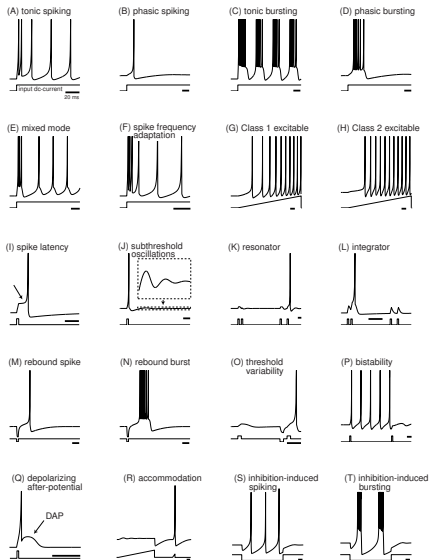 (A) tonic spiking
(B) phasic spiking
(C) tonic bursting
(D) phasic bursting
input dc-current
20 ms
(E) mixed mode
(F) spike frequency
adaptation
(G) Class 1 excitable
(H) Class 2 excitable
(I) spike latency
(J) subthreshold
oscillations
(K) resonator
(L) integrator
(M) rebound spike
(N) rebound burst
(O) threshold
variability
(P) bistability
(Q) depolarizing
after-potential
DAP
(R) accommodation
(S) inhibition-induced
spiking
(T) inhibition-induced
bursting